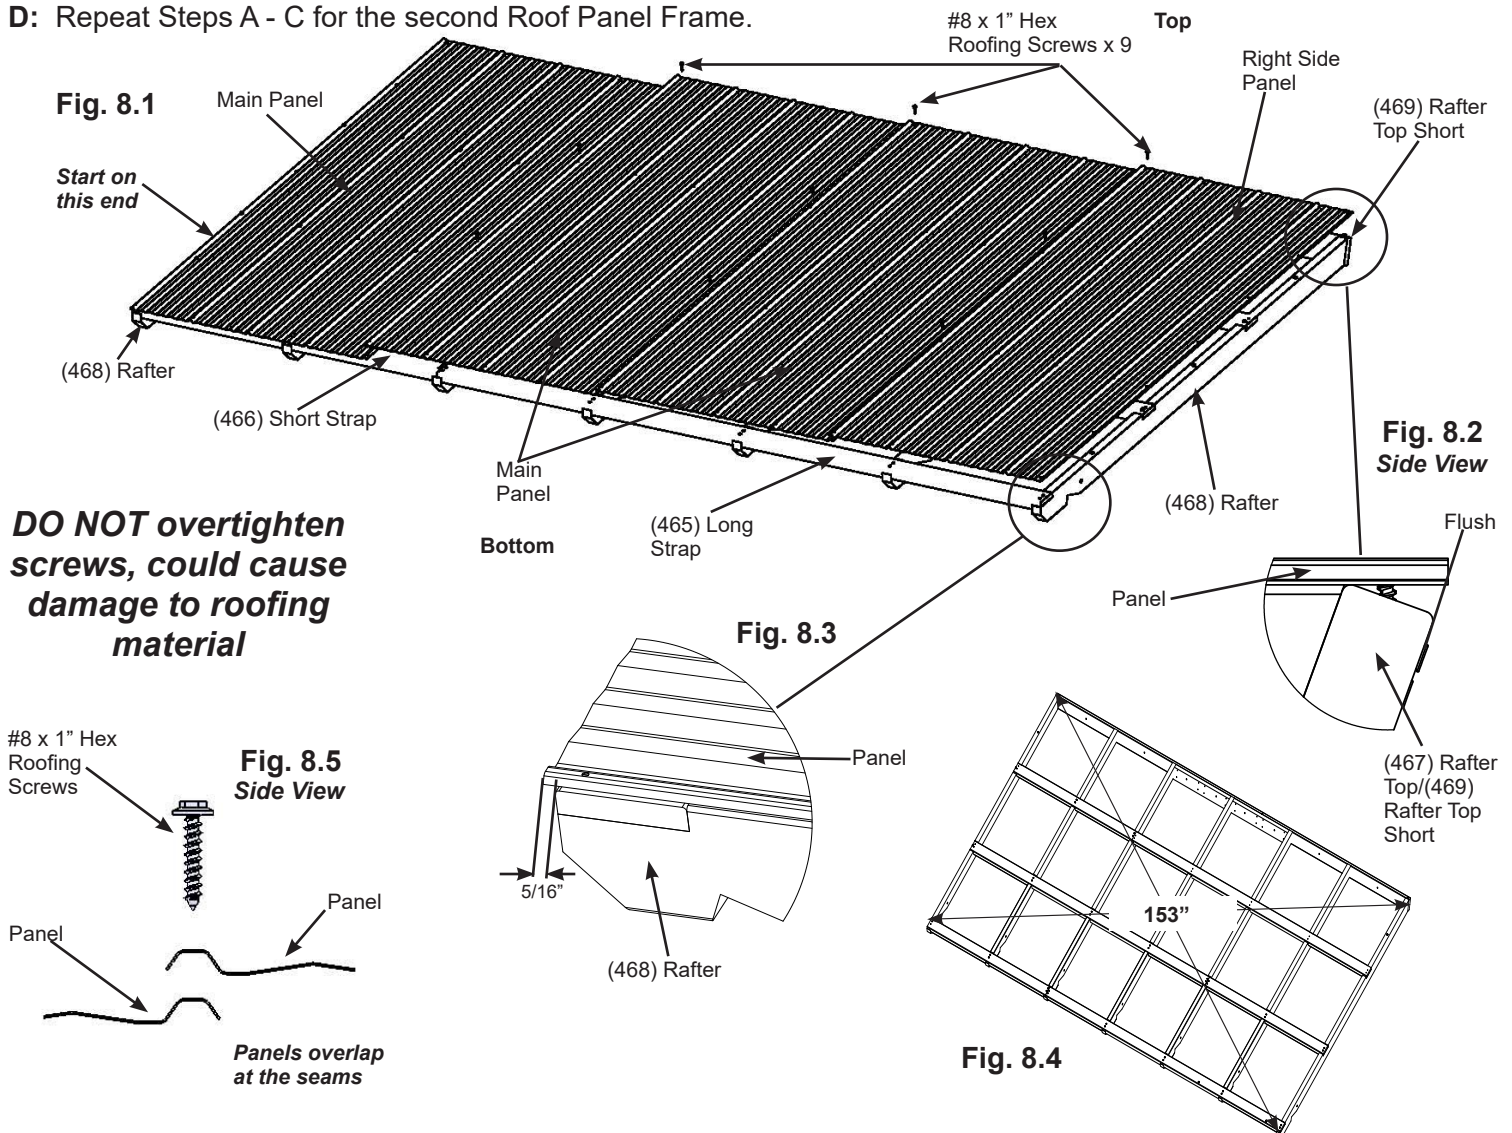 D: Repeat Steps A - C for the second Roof Panel Frame.
#8 x 1” Hex
Roofing Screws x 9
Top
Right Side
Panel
Fig. 8.1
Main Panel
(469) Rafter
Top Short
Start on
this end
(468) Rafter
(466) Short Strap
Main
Panel
(465) Long
Strap
Bottom
(468) Rafter
Fig. 8.2
Side View
Flush
Panel
(467) Rafter
Top/(469)
Rafter Top
Short
DO NOT overtighten
screws, could cause
damage to roofing
material
Fig. 8.3
Panel
5/16”
(468) Rafter
#8 x 1” Hex
Roofing
Screws
Fig. 8.5
Side View
Panel
Panel
Panels overlap
at the seams
153”
Fig. 8.4